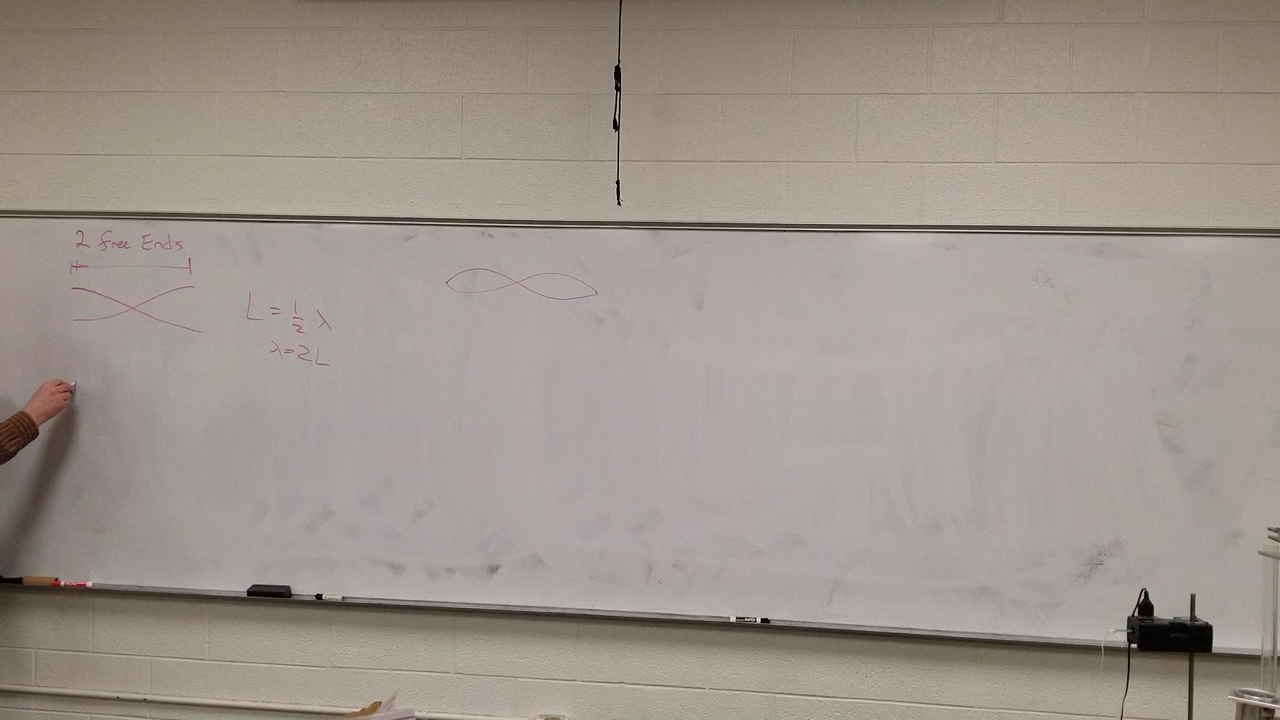 2 free Ends
L = 1/2 λ
λ=2L